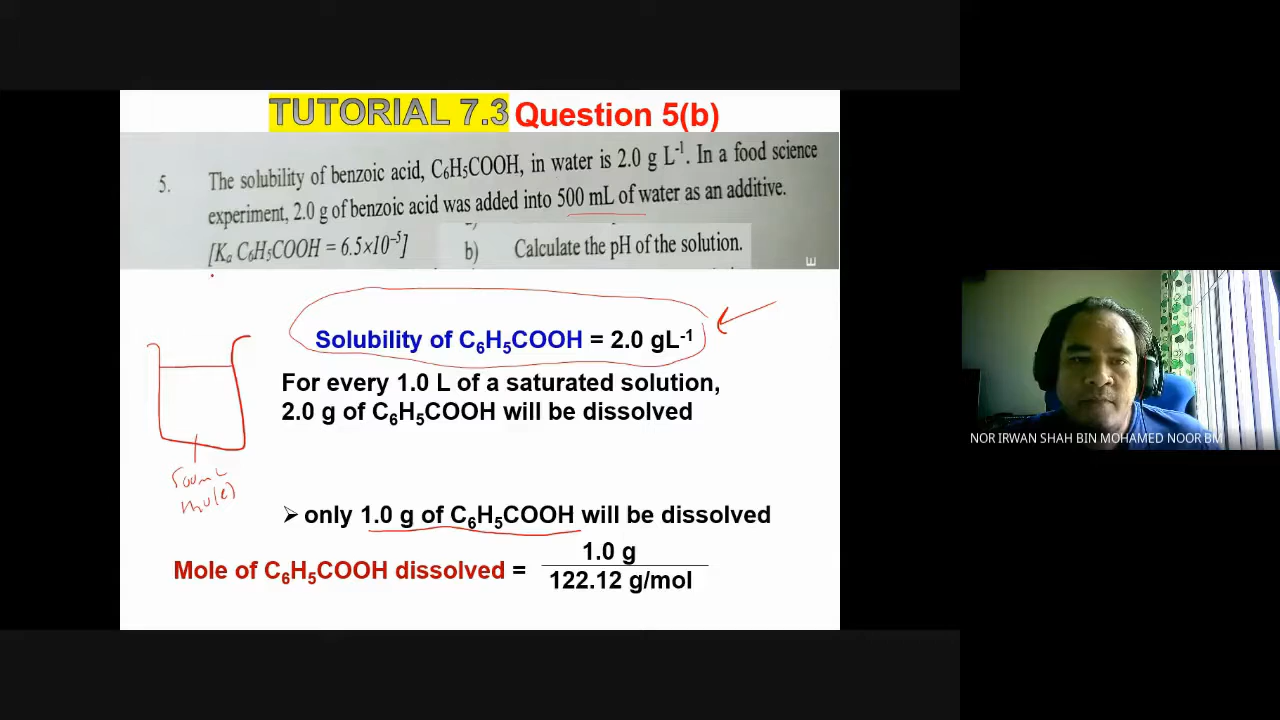 TUTORIAL 7.3 Question 5(b)
5. The solubility of benzoic acid, C₆H₅COOH, in water is 2.0 g L⁻¹. In a food science
experiment, 2.0 g of benzoic acid was added into 500 mL of water as an additive.
[Kₐ C₆H₅COOH = 6.5×10⁻⁵]
b) Calculate the pH of the solution.
Solubility of C₆H₅COOH = 2.0 gL⁻¹
For every 1.0 L of a saturated solution,
2.0 g of C₆H₅COOH will be dissolved
500mL
➢ only 1.0 g of C₆H₅COOH will be dissolved
Mole of C₆H₅COOH dissolved =
1.0 g
122.12 g/mol
NOR IRWAN SHAH BIN MOHAMED NOOR BM